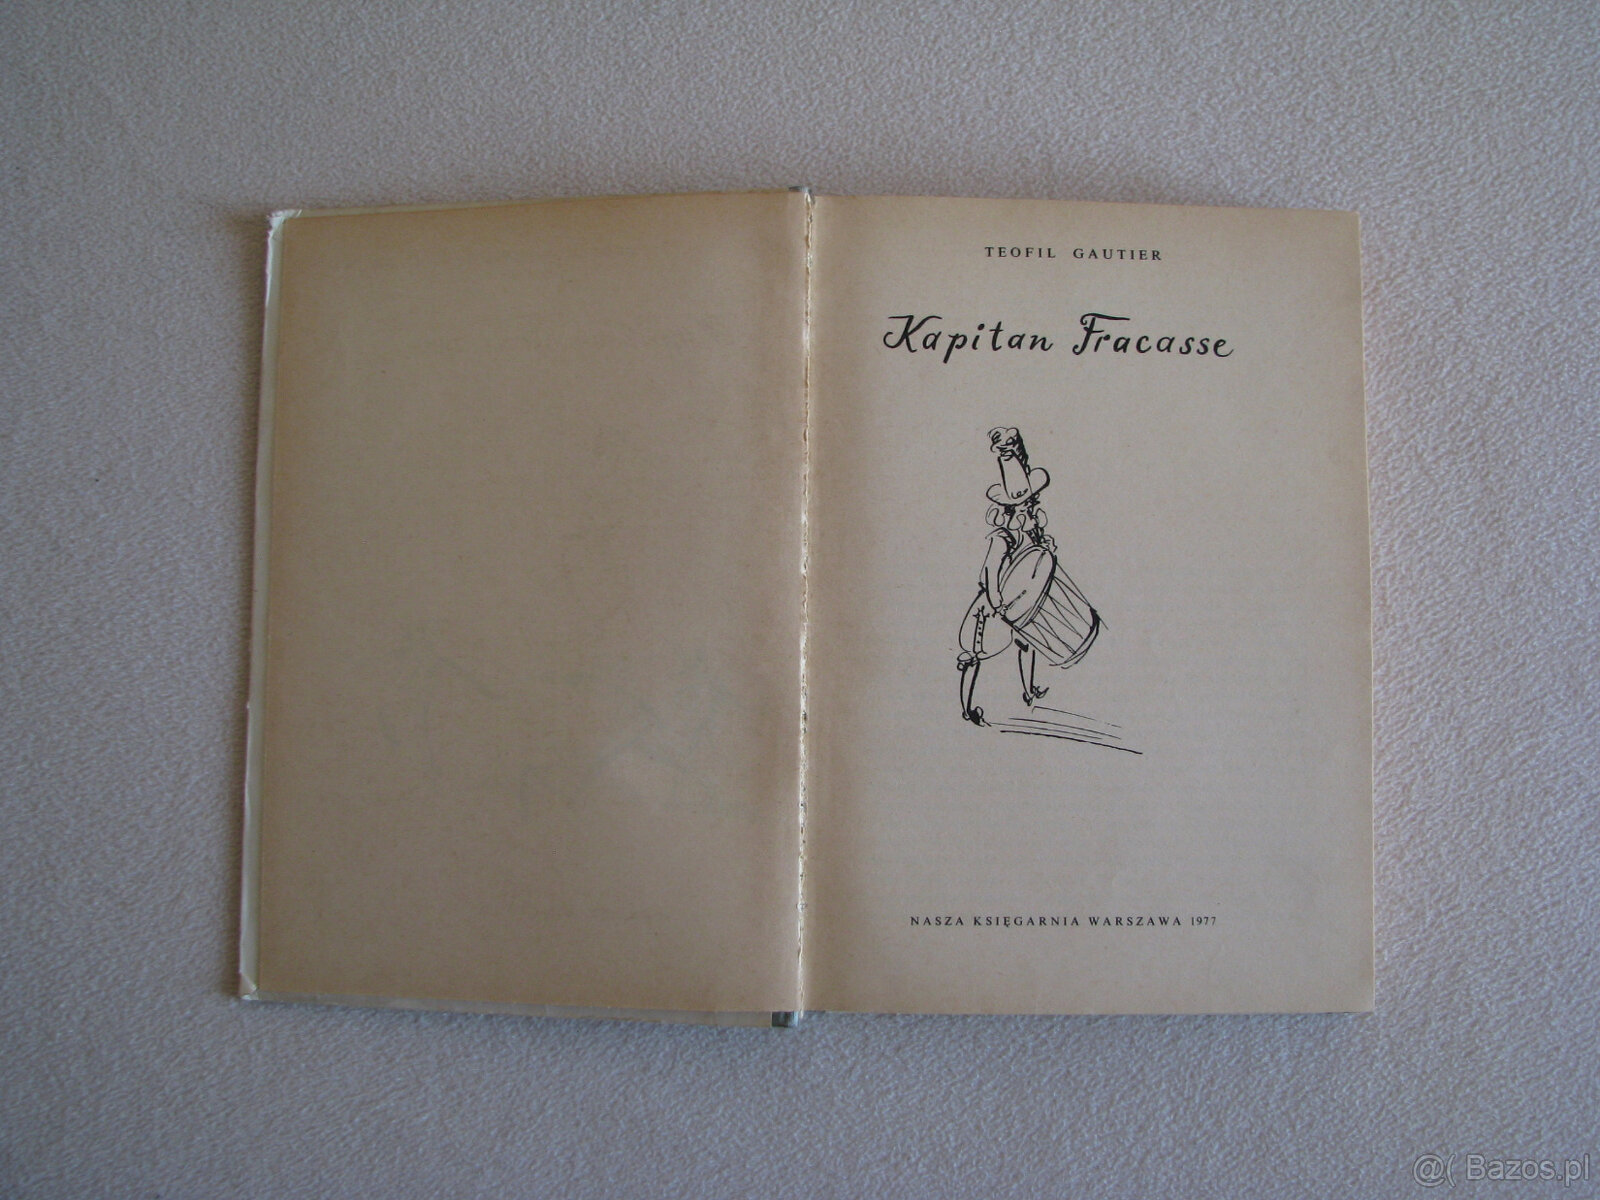 TEOFIL GAUTIER
Kapitan Fracasse
NASZA KSIĘGARNIA WARSZAWA 1977
@( Bazos.pl